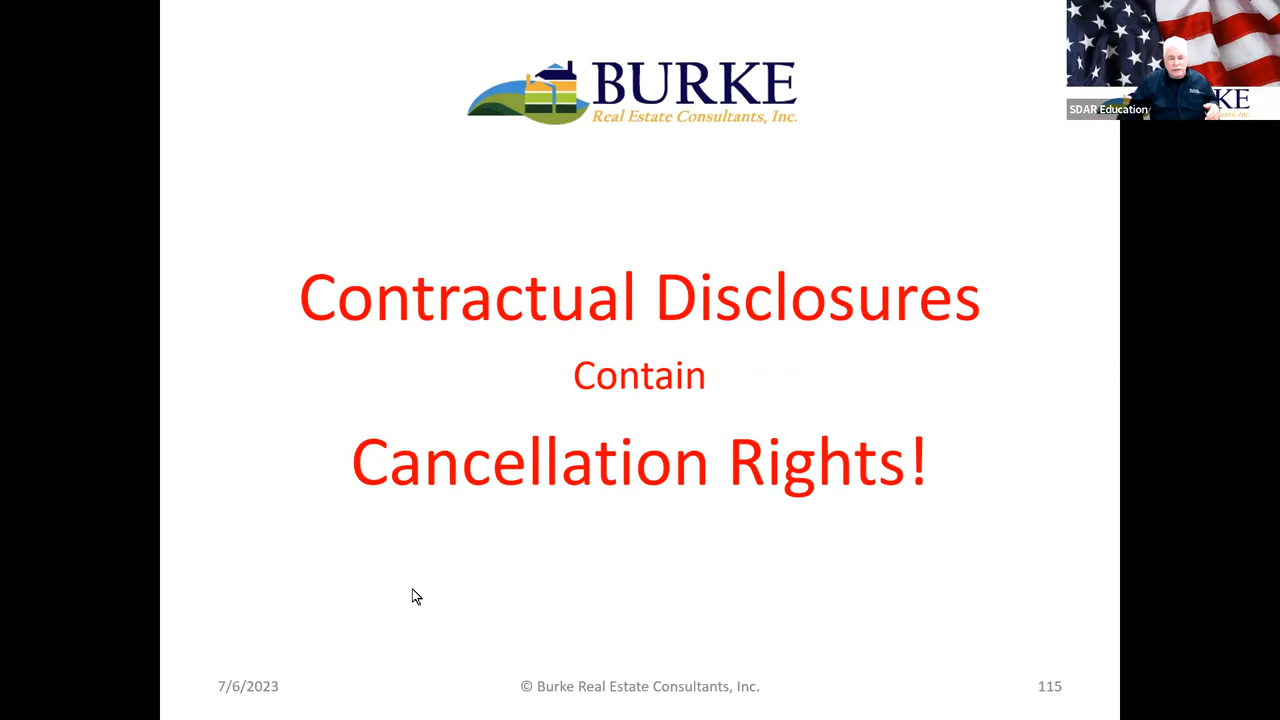 BURKE
Real Estate Consultants, Inc.
SDAR Education
KE
Contractual Disclosures
Contain
Cancellation Rights!
7/6/2023
© Burke Real Estate Consultants, Inc.
115